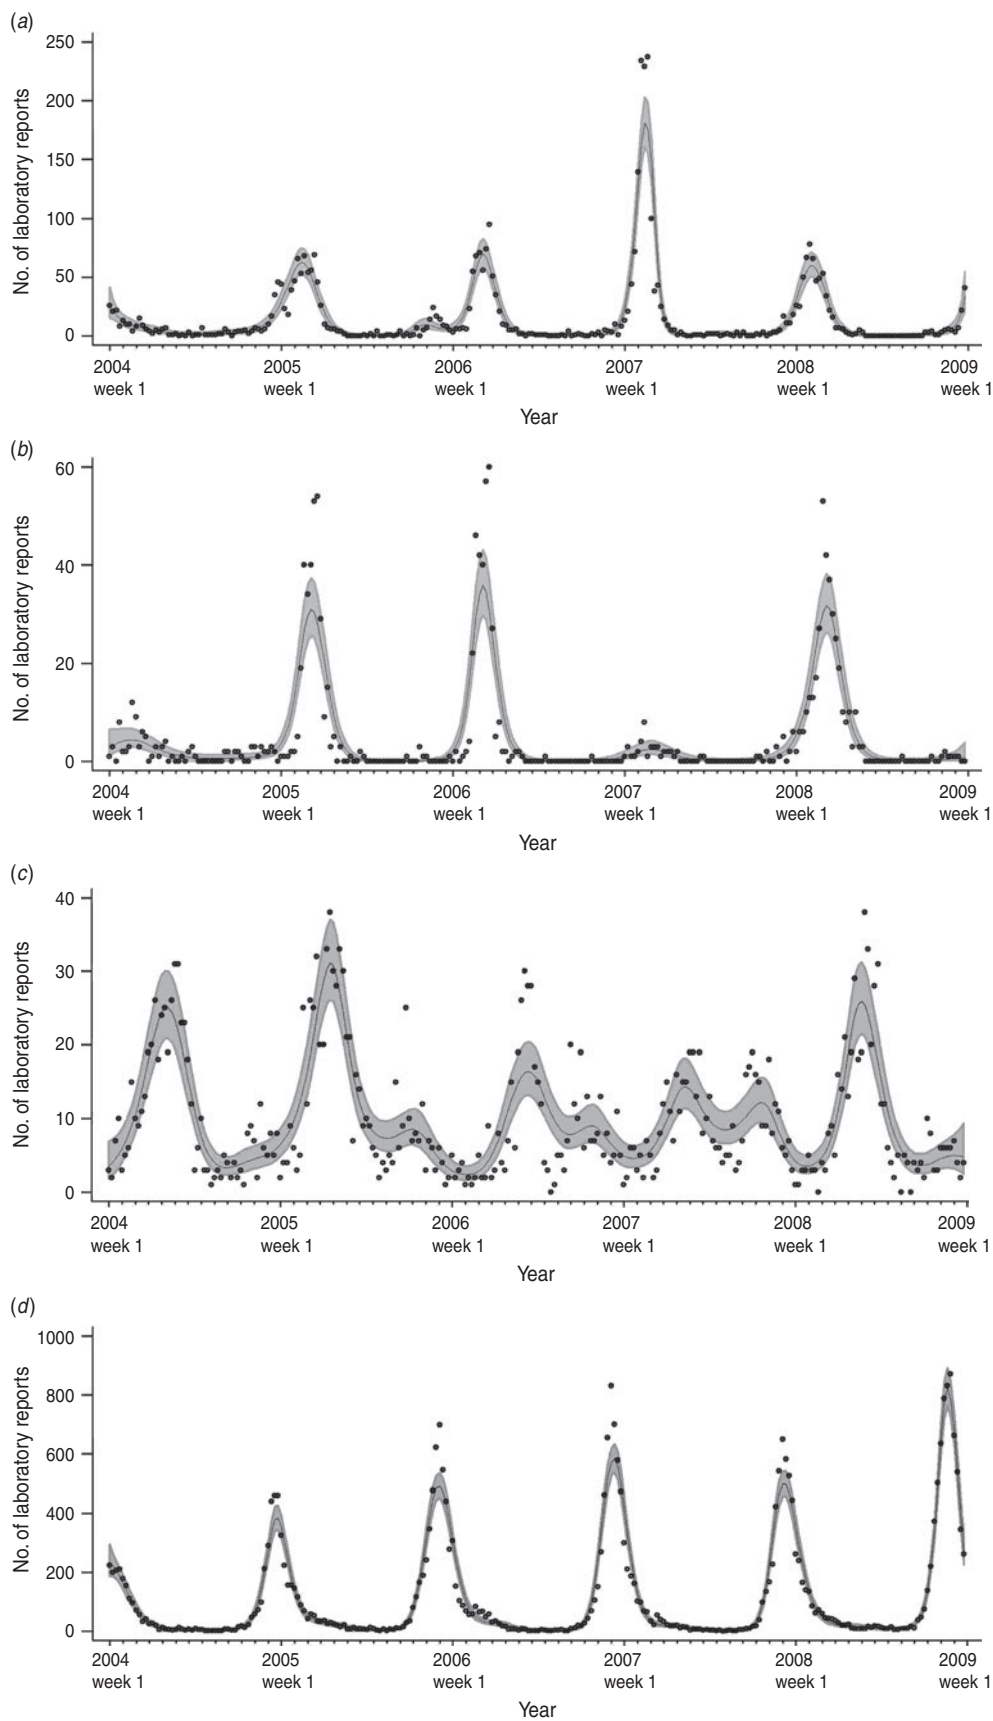 (a)
No. of laboratory reports
250
200
150
100
50
0
2004 2005 2006 2007 2008 2009
week 1 week 1 week 1 week 1 week 1 week 1
Year
(b)
No. of laboratory reports
60
40
20
0
2004 2005 2006 2007 2008 2009
week 1 week 1 week 1 week 1 week 1 week 1
Year
(c)
No. of laboratory reports
40
30
20
10
0
2004 2005 2006 2007 2008 2009
week 1 week 1 week 1 week 1 week 1 week 1
Year
(d)
No. of laboratory reports
1000
800
600
400
200
0
2004 2005 2006 2007 2008 2009
week 1 week 1 week 1 week 1 week 1 week 1
Year